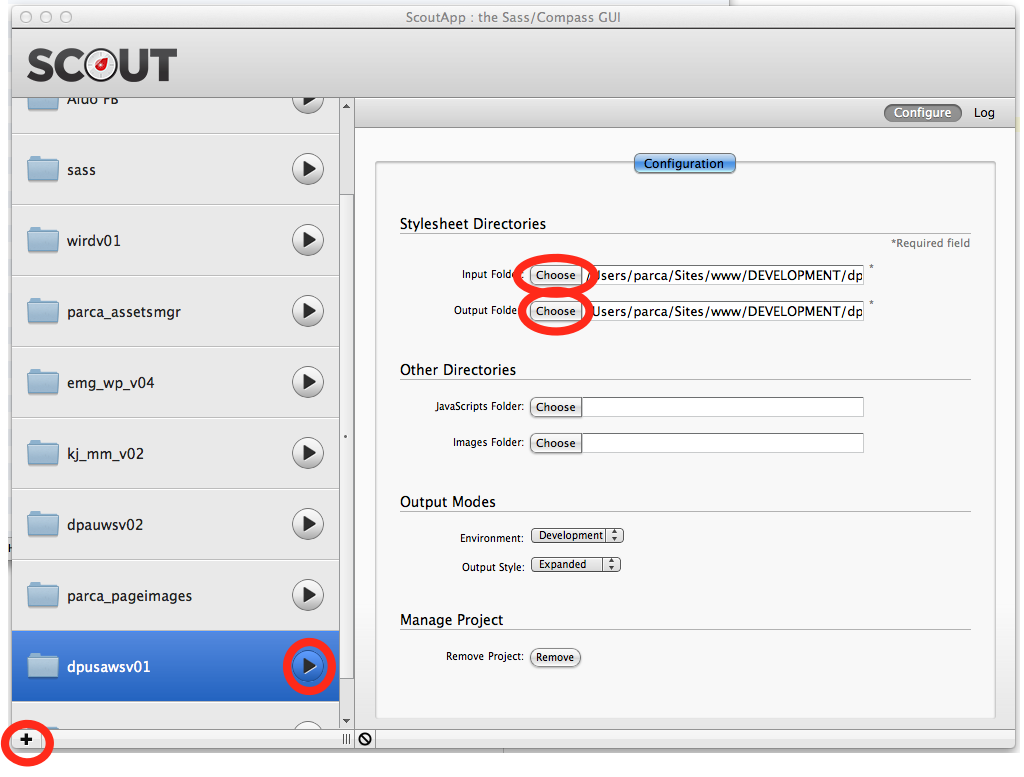 ScoutApp : the Sass/Compass GUI
SCOUT
Aldo FB
sass
wirdv01
parca_assetsmgr
emg_wp_v04
kj_mm_v02
dpauwsv02
parca_pageimages
dpusawsv01
Configure Log
Configuration
Stylesheet Directories
*Required field
Input Folder: Choose /Users/parca/Sites/www/DEVELOPMENT/dp *
Output Folder: Choose /Users/parca/Sites/www/DEVELOPMENT/dp *
Other Directories
JavaScripts Folder: Choose
Images Folder: Choose
Output Modes
Environment: Development
Output Style: Expanded
Manage Project
Remove Project: Remove